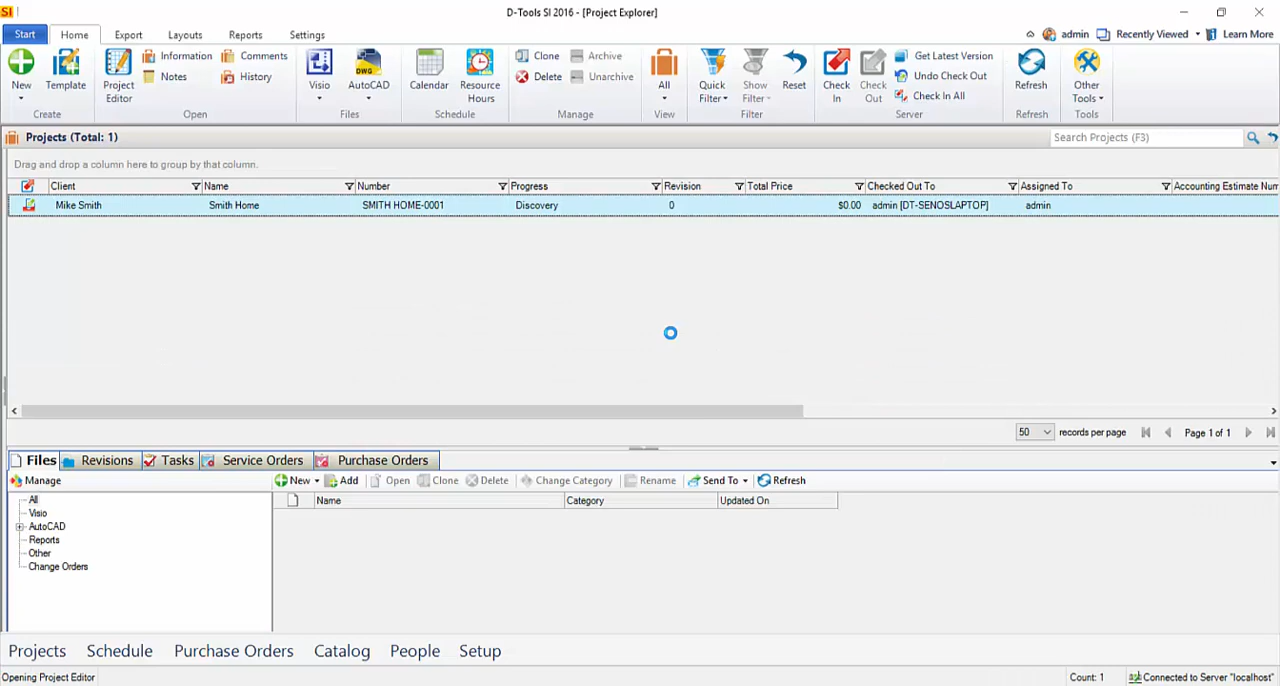 SI
D-Tools SI 2016 - [Project Explorer]
Start Home Export Layouts Reports Settings
admin Recently Viewed Learn More
New Template Project Editor Information Notes Comments History Visio AutoCAD DWG Calendar Resource Hours Clone Delete Archive Unarchive All Quick Filter Show Filter Reset Check In Check Out Get Latest Version Undo Check Out Check In All Refresh Other Tools
Create Open Files Schedule Manage View Filter Server Refresh Tools
Projects (Total: 1) Search Projects (F3)
Drag and drop a column here to group by that column.
Client Name Number Progress Revision Total Price Checked Out To Assigned To Accounting Estimate Num
Mike Smith Smith Home SMITH HOME-0001 Discovery 0 $0.00 admin [DT-SENOSLAPTOP] admin
50 records per page Page 1 of 1
Files Revisions Tasks Service Orders Purchase Orders
Manage New Add Open Clone Delete Change Category Rename Send To Refresh
All Name Category Updated On
Visio
AutoCAD
Reports
Other
Change Orders
Projects Schedule Purchase Orders Catalog People Setup
Opening Project Editor Count: 1 Connected to Server "localhost"